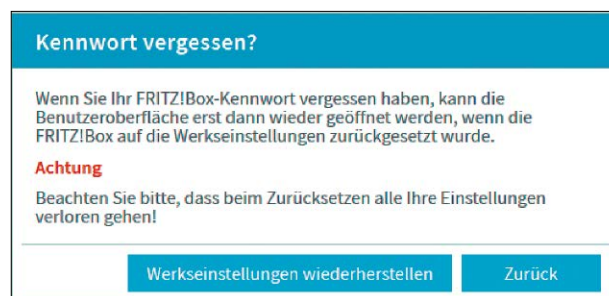 Kennwort vergessen?
Wenn Sie Ihr FRITZ!Box-Kennwort vergessen haben, kann die
Benutzeroberfläche erst dann wieder geöffnet werden, wenn die
FRITZ!Box auf die Werkseinstellungen zurückgesetzt wurde.
Achtung
Beachten Sie bitte, dass beim Zurücksetzen alle Ihre Einstellungen
verloren gehen!
Werkseinstellungen wiederherstellen Zurück